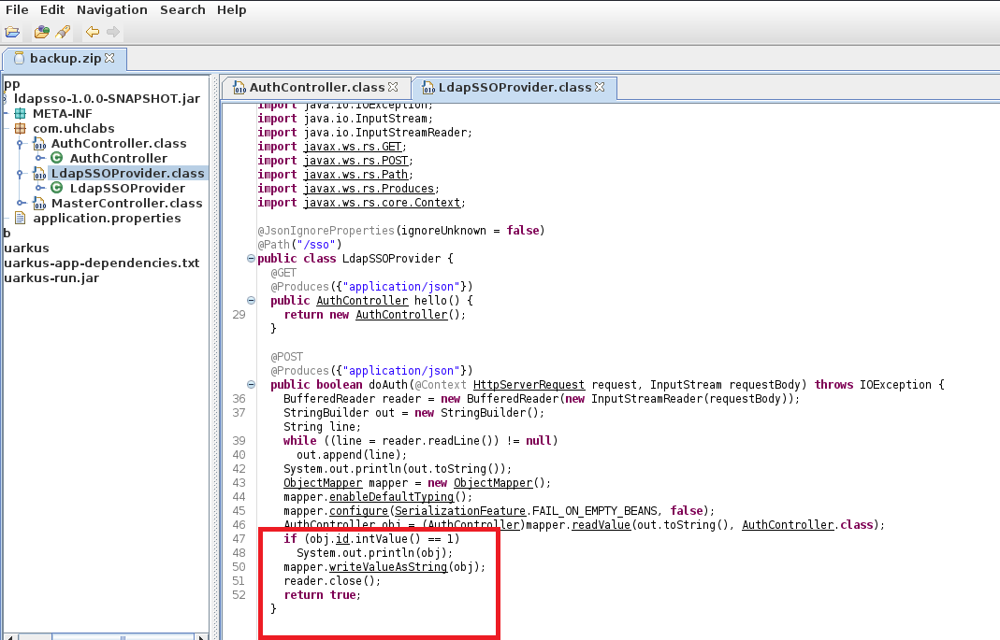 File Edit Navigation Search Help
backup.zip
pp
ldapsso-1.0.0-SNAPSHOT.jar
META-INF
com.uhclabs
AuthController.class
AuthController
LdapSSOProvider.class
LdapSSOProvider
MasterController.class
application.properties
b
uarkus
uarkus-app-dependencies.txt
uarkus-run.jar
AuthController.class LdapSSOProvider.class
import java.io.IOException;
import java.io.InputStream;
import java.io.InputStreamReader;
import javax.ws.rs.GET;
import javax.ws.rs.POST;
import javax.ws.rs.Path;
import javax.ws.rs.Produces;
import javax.ws.rs.core.Context;
@JsonIgnoreProperties(ignoreUnknown = false)
@Path("/sso")
public class LdapSSOProvider {
@GET
@Produces({"application/json"})
public AuthController hello() {
29 return new AuthController();
}
@POST
@Produces({"application/json"})
public boolean doAuth(@Context HttpServerRequest request, InputStream requestBody) throws IOException {
36 BufferedReader reader = new BufferedReader(new InputStreamReader(requestBody));
37 StringBuilder out = new StringBuilder();
String line;
39 while ((line = reader.readLine()) != null)
40 out.append(line);
42 System.out.println(out.toString());
43 ObjectMapper mapper = new ObjectMapper();
44 mapper.enableDefaultTyping();
45 mapper.configure(SerializationFeature.FAIL_ON_EMPTY_BEANS, false);
46 AuthController obj = (AuthController)mapper.readValue(out.toString(), AuthController.class);
47 if (obj.id.intValue() == 1)
48 System.out.println(obj);
50 mapper.writeValueAsString(obj);
51 reader.close();
52 return true;
}